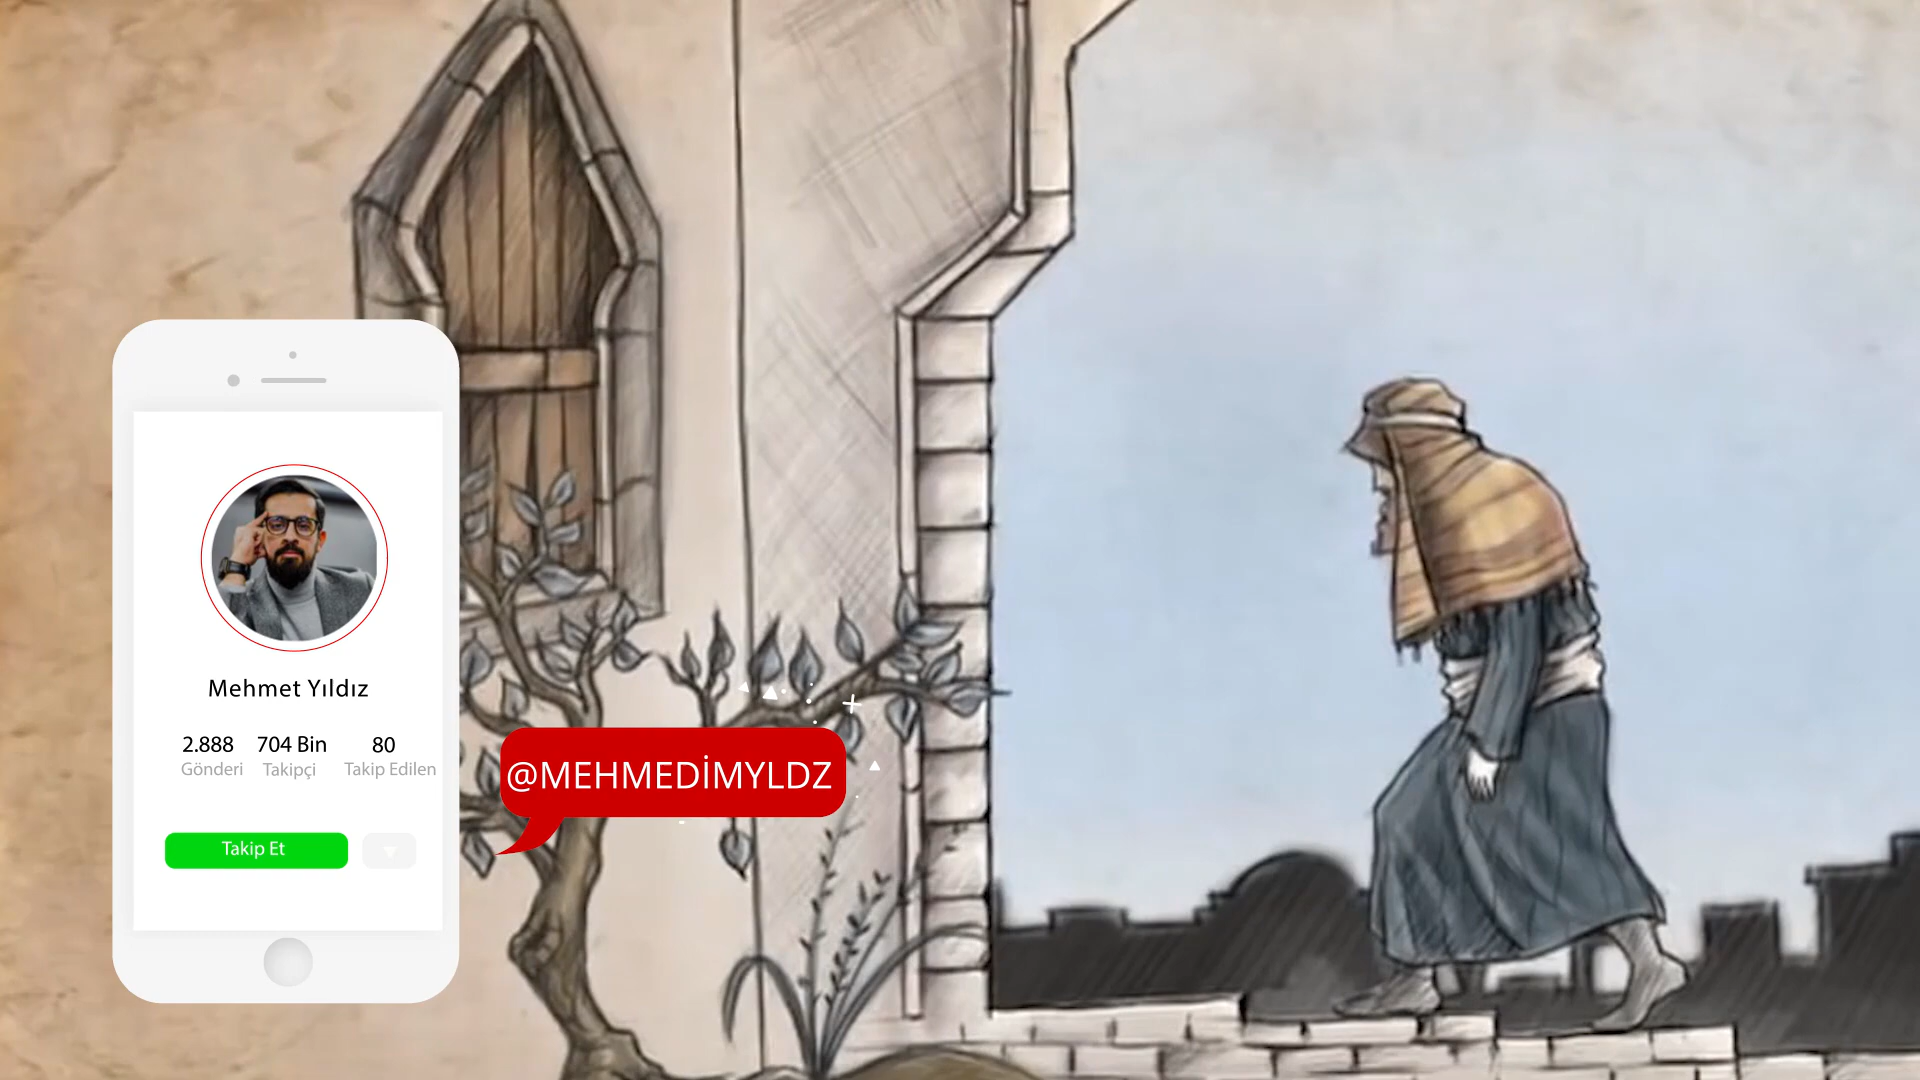 Mehmet Yıldız
2.888 704 Bin 80
Gönderi Takipçi Takip Edilen
Takip Et
@MEHMEDİMYLDZ